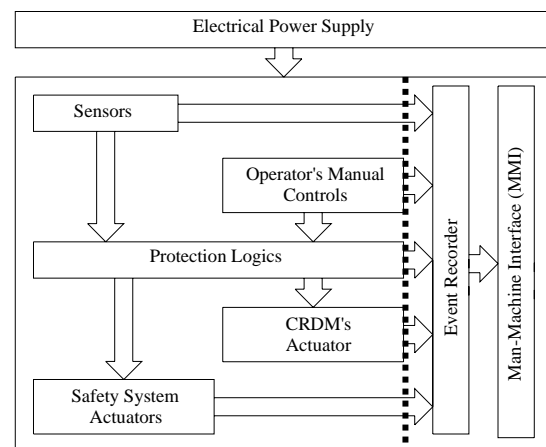 Electrical Power Supply
Sensors
Operator's Manual
Controls
Protection Logics
CRDM's
Actuator
Safety System
Actuators
Event Recorder
Man-Machine Interface (MMI)